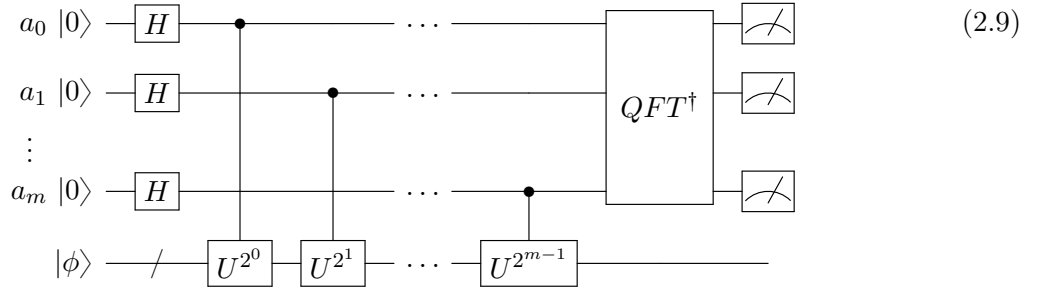 a₀ |0⟩ H ... (2.9)
a₁ |0⟩ H ... QFT†
⋮
aₘ |0⟩ H ...
|ϕ⟩ U^{2^0} U^{2^1} ... U^{2^{m−1}}